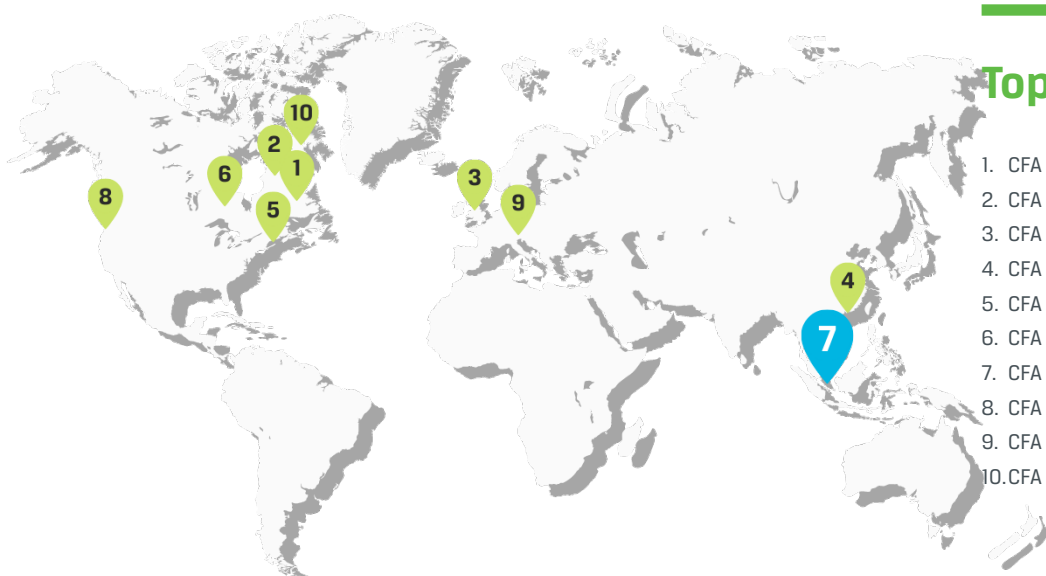 Top
10
2
1
6
3
8
5
9
4
7
1. CFA
2. CFA
3. CFA
4. CFA
5. CFA
6. CFA
7. CFA
8. CFA
9. CFA
10.CFA